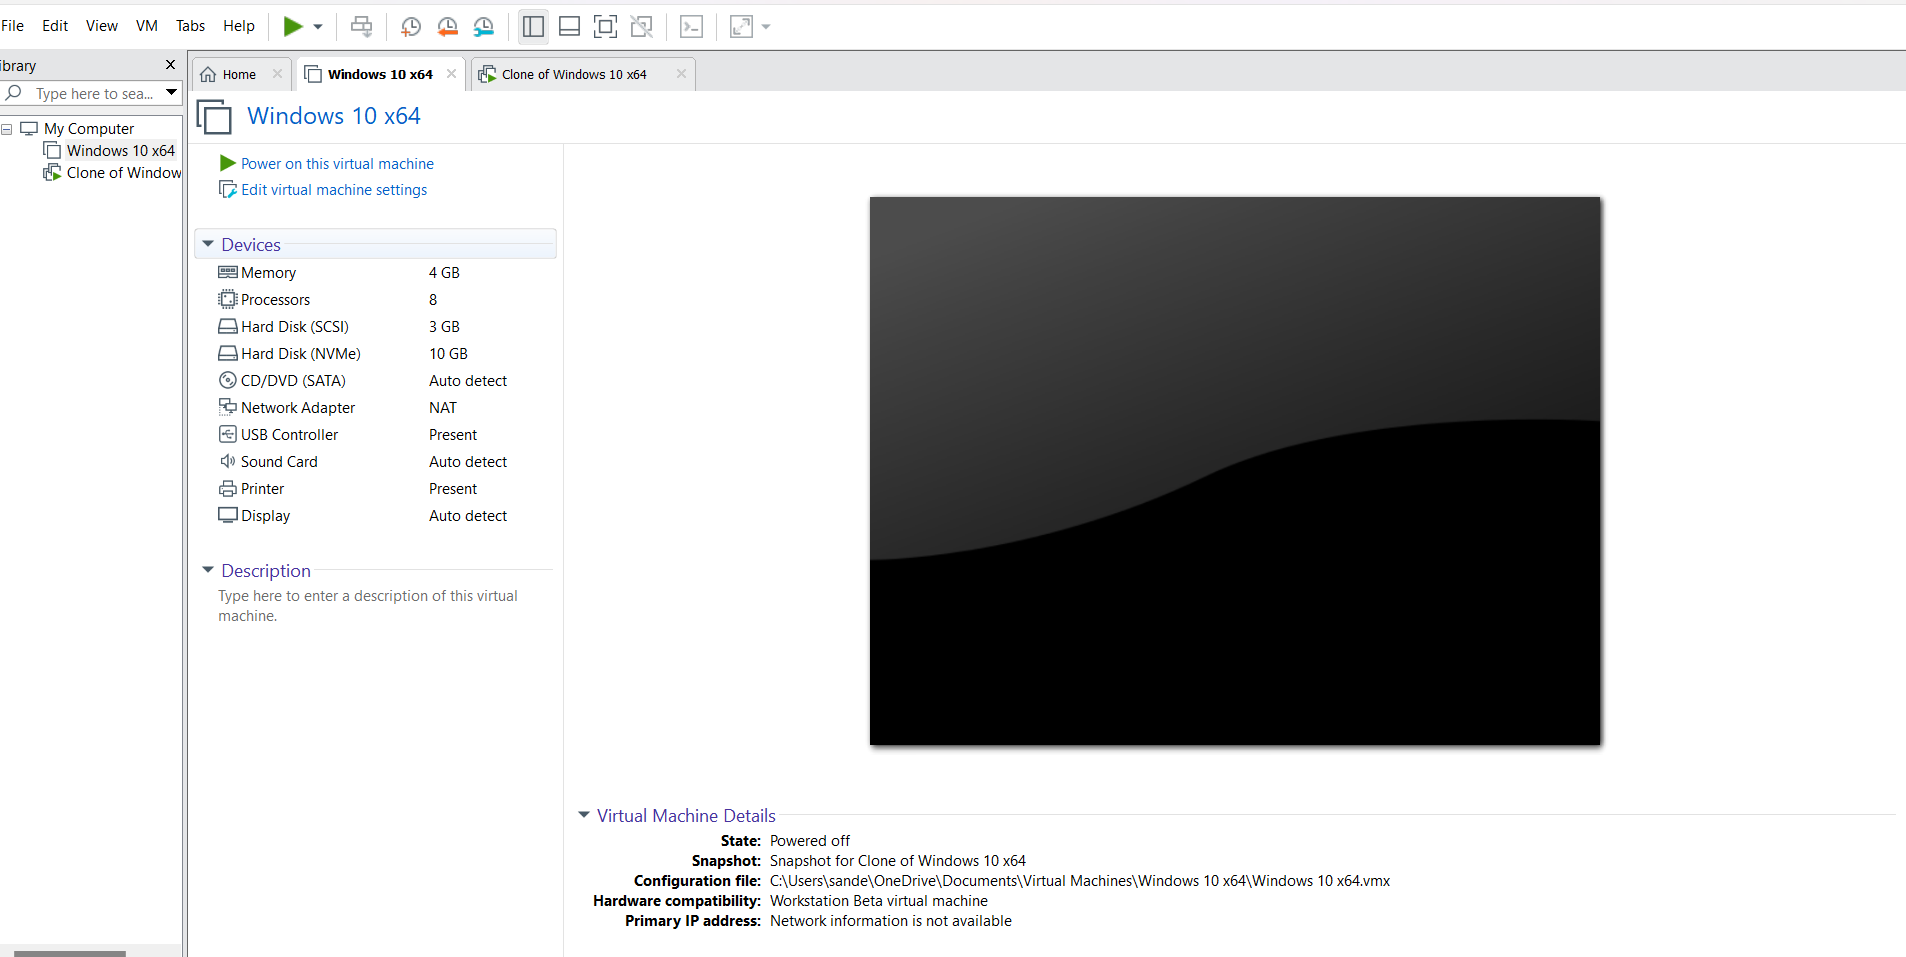 File Edit View VM Tabs Help
ibrary
Type here to sea...
My Computer
Windows 10 x64
Clone of Window
Home
Windows 10 x64
Clone of Windows 10 x64
Windows 10 x64
Power on this virtual machine
Edit virtual machine settings
Devices
Memory 4 GB
Processors 8
Hard Disk (SCSI) 3 GB
Hard Disk (NVMe) 10 GB
CD/DVD (SATA) Auto detect
Network Adapter NAT
USB Controller Present
Sound Card Auto detect
Printer Present
Display Auto detect
Description
Type here to enter a description of this virtual
machine.
Virtual Machine Details
State: Powered off
Snapshot: Snapshot for Clone of Windows 10 x64
Configuration file: C:\Users\sande\OneDrive\Documents\Virtual Machines\Windows 10 x64\Windows 10 x64.vmx
Hardware compatibility: Workstation Beta virtual machine
Primary IP address: Network information is not available